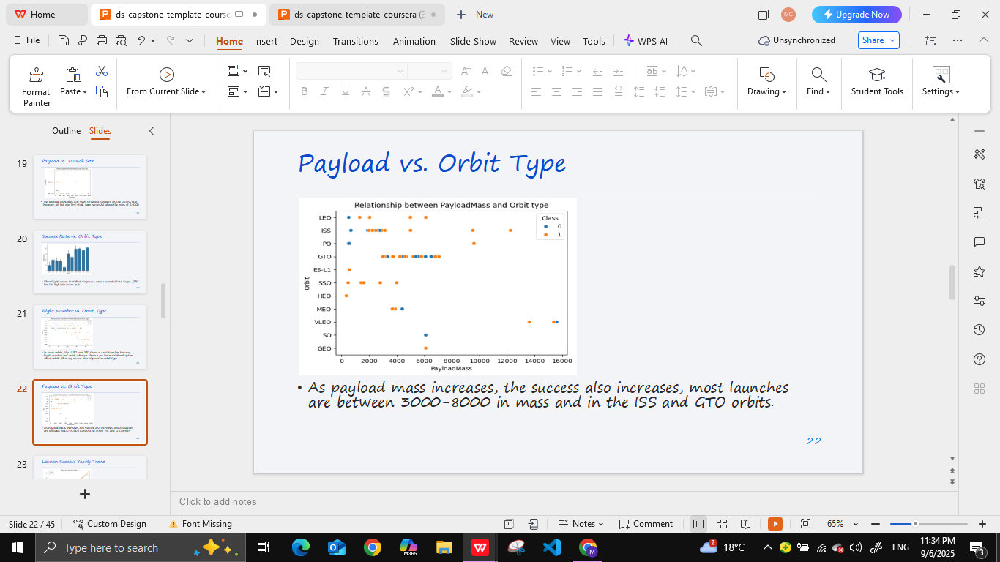 Home
ds-capstone-template-course
ds-capstone-template-coursera (3
New
MC
Upgrade Now
File
Home
Insert
Design
Transitions
Animation
Slide Show
Review
View
Tools
WPS AI
Unsynchronized
Share
Format
Painter
Paste
From Current Slide
B I U A S X² A
Drawing
Find
Student Tools
Settings
Outline
Slides
19
Payload vs. Launch Site
20
Success Rate vs. Orbit Type
21
Flight Number vs. Orbit Type
22
Payload vs. Orbit Type
23
Launch Success Yearly Trend
Payload vs. Orbit Type
Relationship between PayloadMass and Orbit type
Class
0
1
LEO
ISS
PO
GTO
ES-L1
SSO
HEO
MEO
VLEO
SO
GEO
Orbit
0 2000 4000 6000 8000 10000 12000 14000 16000
PayloadMass
• As payload mass increases, the success also increases, most launches
are between 3000-8000 in mass and in the ISS and GTO orbits.
22
Click to add notes
Slide 22 / 45
Custom Design
Font Missing
Notes
Comment
65%
Type here to search
M365
2
18°C
ENG
11:34 PM
9/6/2025
3